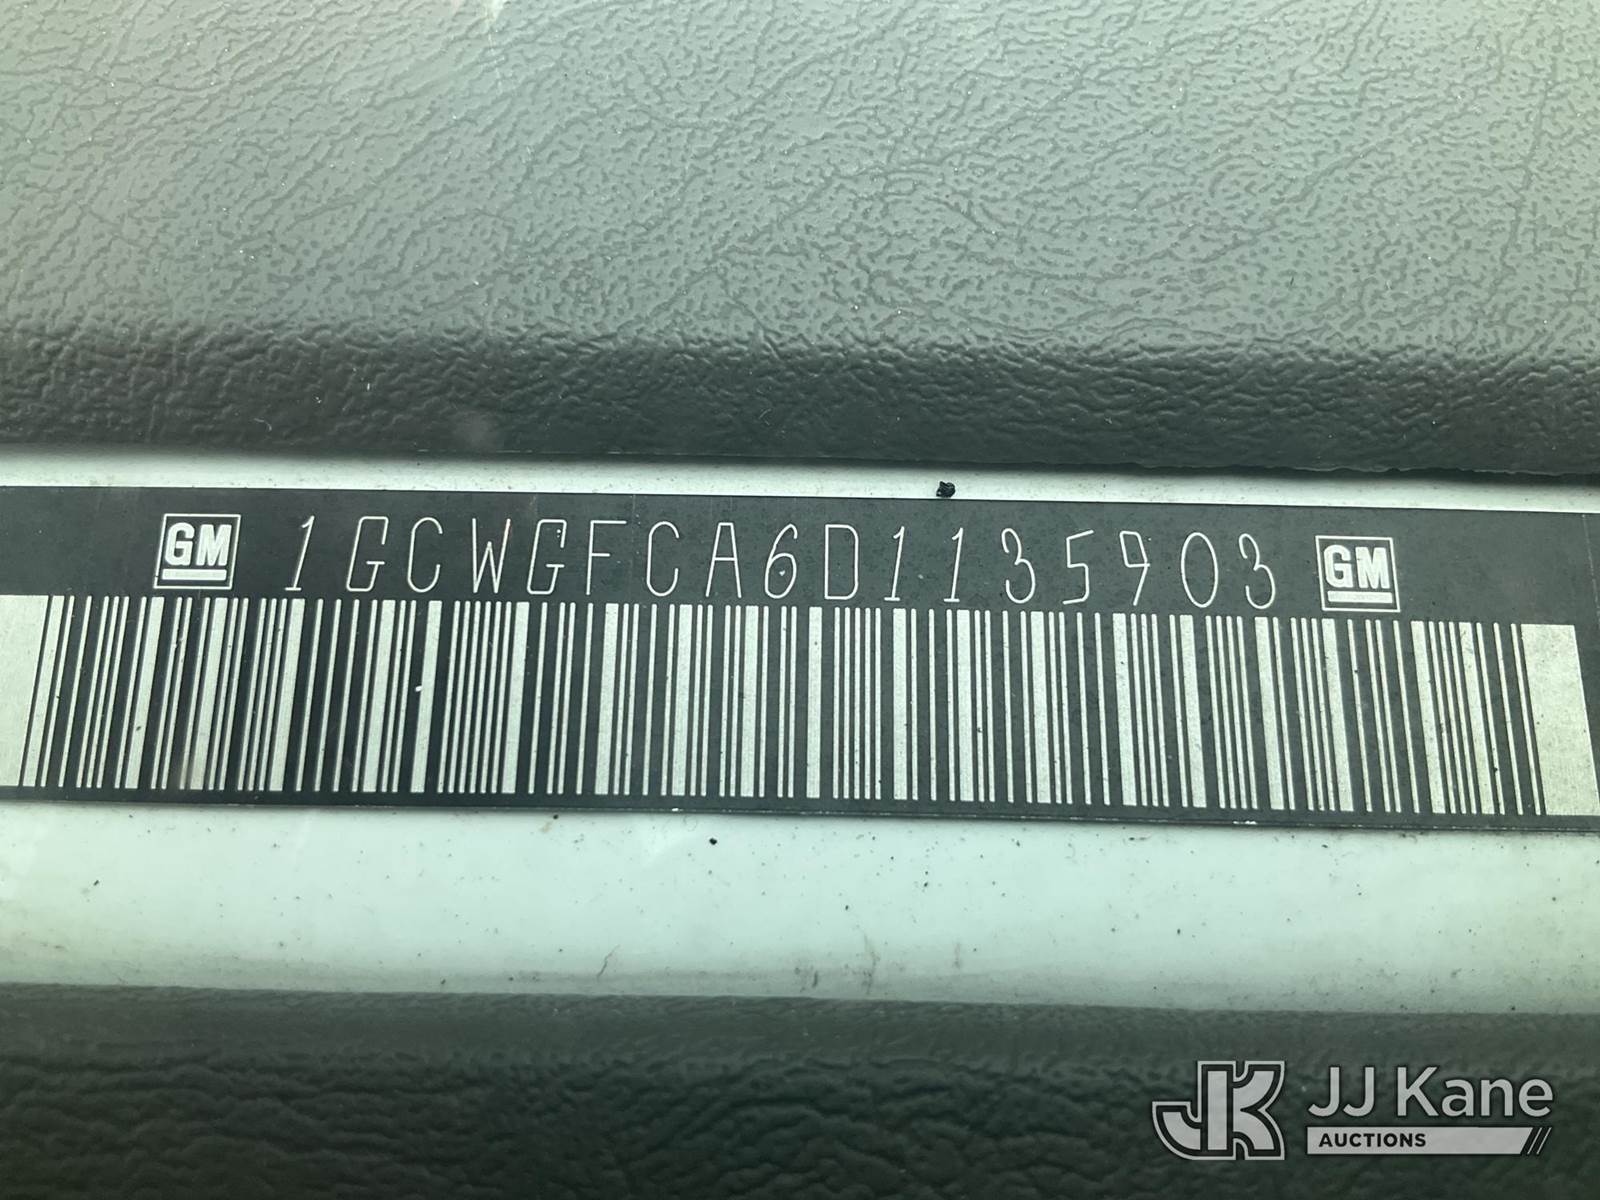 GM 1GCWGFCA6D1135903 GM
JJ Kane
AUCTIONS